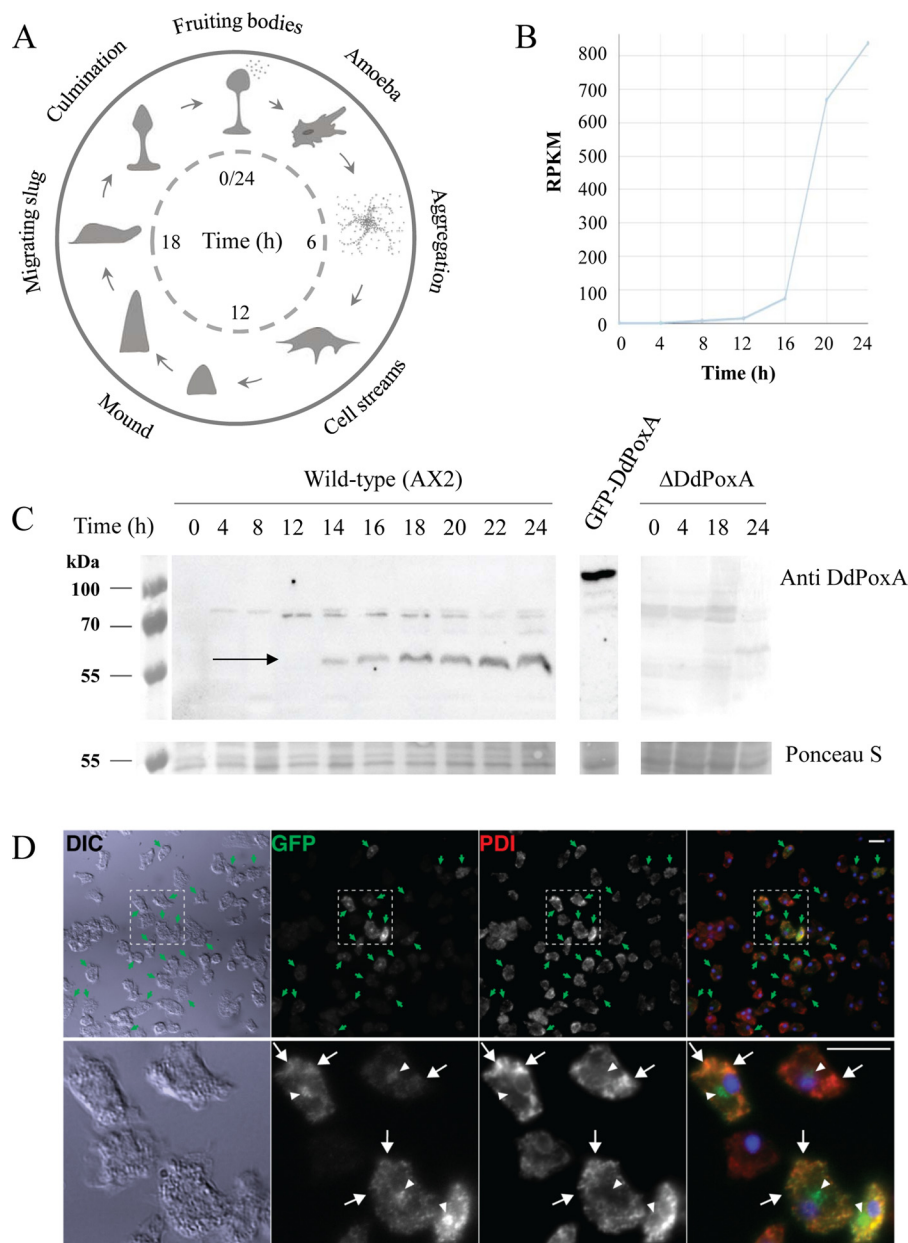 A
Fruiting bodies
Amoeba
Aggregation
Cell streams
Mound
Migrating slug
Culmination
0/24
18 Time (h) 6
12
B
800
700
600
500
400
300
200
100
0
RPKM
0 4 8 12 16 20 24
Time (h)
C
Wild-type (AX2)
GFP-DdPoxA
ΔDdPoxA
Time (h) 0 4 8 12 14 16 18 20 22 24 0 4 18 24
kDa
100
70
55
Anti DdPoxA
55
Ponceau S
D
DIC GFP PDI